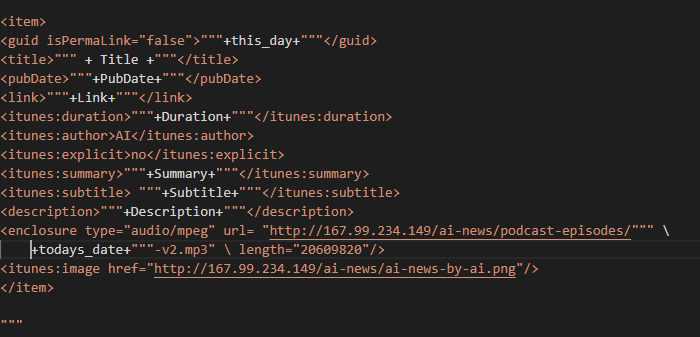 <item>
<guid isPermaLink="false">"""+this_day+"""</guid>
<title>""" + Title +"""</title>
<pubDate>"""+PubDate+"""</pubDate>
<link>"""+Link+"""</link>
<itunes:duration>"""+Duration+"""</itunes:duration>
<itunes:author>AI</itunes:author>
<itunes:explicit>no</itunes:explicit>
<itunes:summary>"""+Summary+"""</itunes:summary>
<itunes:subtitle> """+Subtitle+"""</itunes:subtitle>
<description>"""+Description+"""</description>
<enclosure type="audio/mpeg" url= "http://167.99.234.149/ai-news/podcast-episodes/""" \
    +todays_date+"""-v2.mp3" \ length="20609820"/>
<itunes:image href="http://167.99.234.149/ai-news/ai-news-by-ai.png"/>
</item>

"""